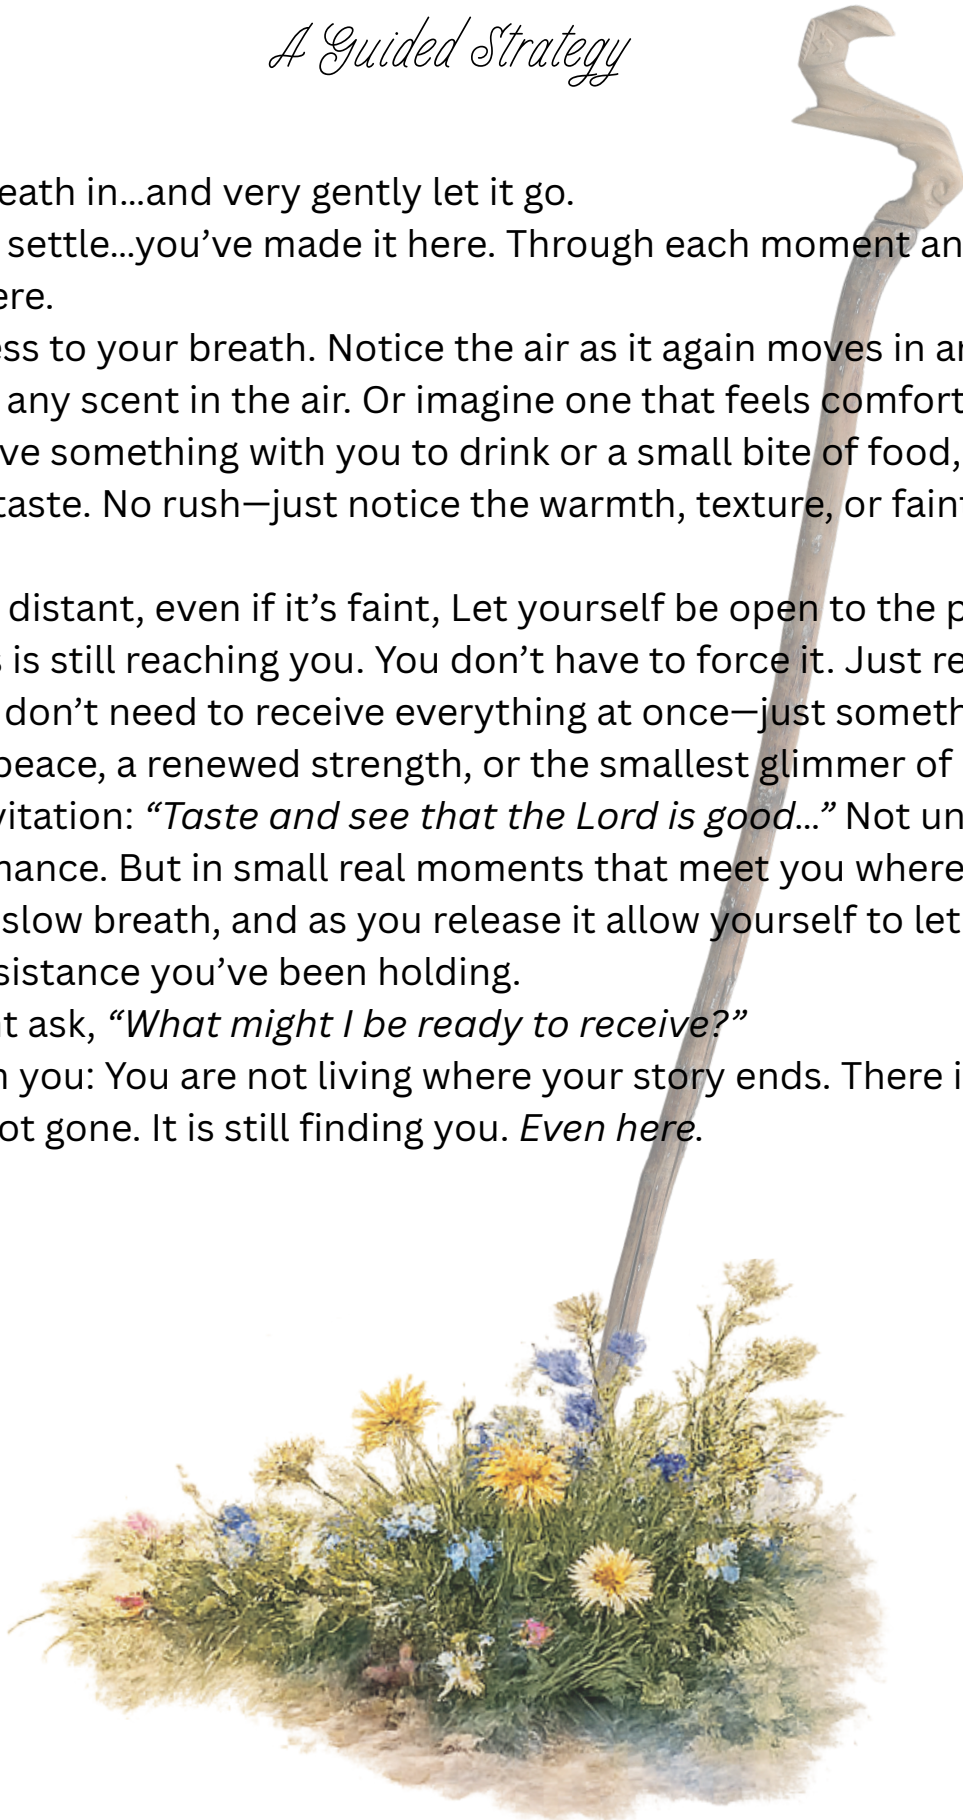 A Guided Strategy
eath in...and very gently let it go.
settle...you've made it here. Through each moment an
ere.
ess to your breath. Notice the air as it again moves in ar
any scent in the air. Or imagine one that feels comfort
ve something with you to drink or a small bite of food,
taste. No rush—just notice the warmth, texture, or faint
distant, even if it's faint, Let yourself be open to the p
s is still reaching you. You don't have to force it. Just re
don't need to receive everything at once—just someth
peace, a renewed strength, or the smallest glimmer of
vitation: “Taste and see that the Lord is good...” Not un
nance. But in small real moments that meet you where
slow breath, and as you release it allow yourself to let
sistance you've been holding.
t ask, “What might I be ready to receive?”
n you: You are not living where your story ends. There i
ot gone. It is still finding you. Even here.